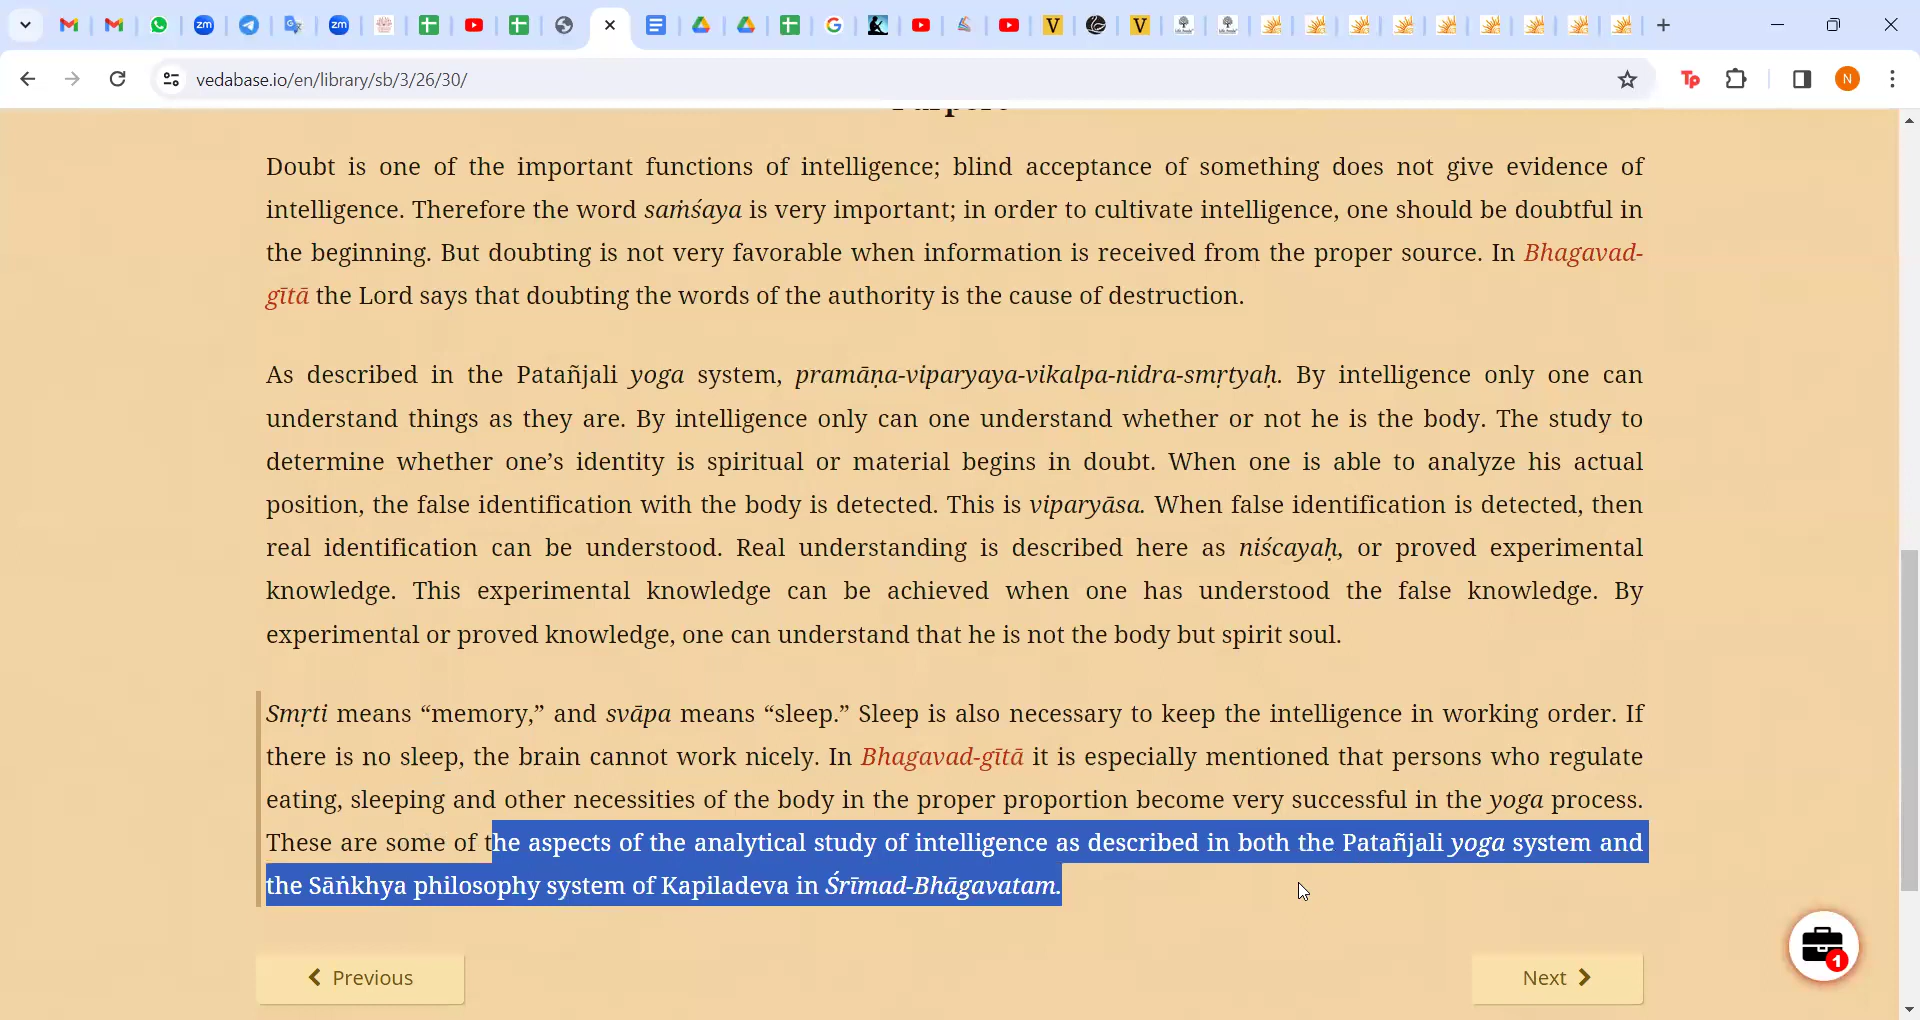 zm
zm
G
V
V
vedabase.io/en/library/sb/3/26/30/
Tp
N
Purport
Doubt is one of the important functions of intelligence; blind acceptance of something does not give evidence of
intelligence. Therefore the word saṁśaya is very important; in order to cultivate intelligence, one should be doubtful in
the beginning. But doubting is not very favorable when information is received from the proper source. In Bhagavad-
gītā the Lord says that doubting the words of the authority is the cause of destruction.
As described in the Patañjali yoga system, pramāṇa-viparyaya-vikalpa-nidra-smṛtyaḥ. By intelligence only one can
understand things as they are. By intelligence only can one understand whether or not he is the body. The study to
determine whether one’s identity is spiritual or material begins in doubt. When one is able to analyze his actual
position, the false identification with the body is detected. This is viparyāsa. When false identification is detected, then
real identification can be understood. Real understanding is described here as niścayaḥ, or proved experimental
knowledge. This experimental knowledge can be achieved when one has understood the false knowledge. By
experimental or proved knowledge, one can understand that he is not the body but spirit soul.
Smṛti means “memory,” and svāpa means “sleep.” Sleep is also necessary to keep the intelligence in working order. If
there is no sleep, the brain cannot work nicely. In Bhagavad-gītā it is especially mentioned that persons who regulate
eating, sleeping and other necessities of the body in the proper proportion become very successful in the yoga process.
These are some of the aspects of the analytical study of intelligence as described in both the Patañjali yoga system and
the Sāṅkhya philosophy system of Kapiladeva in Śrīmad-Bhāgavatam.
1
Previous
Next